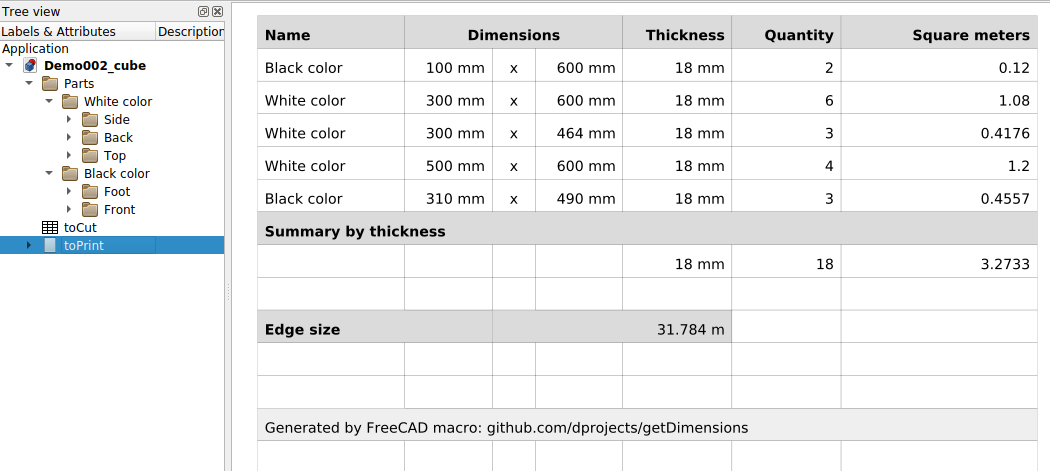 Tree view
Labels & Attributes Description
Application
Demo002_cube
Parts
White color
Side
Back
Top
Black color
Foot
Front
toCut
toPrint
Name Dimensions Thickness Quantity Square meters
Black color 100 mm x 600 mm 18 mm 2 0.12
White color 300 mm x 600 mm 18 mm 6 1.08
White color 300 mm x 464 mm 18 mm 3 0.4176
White color 500 mm x 600 mm 18 mm 4 1.2
Black color 310 mm x 490 mm 18 mm 3 0.4557
Summary by thickness
18 mm 18 3.2733
Edge size 31.784 m
Generated by FreeCAD macro: github.com/dprojects/getDimensions